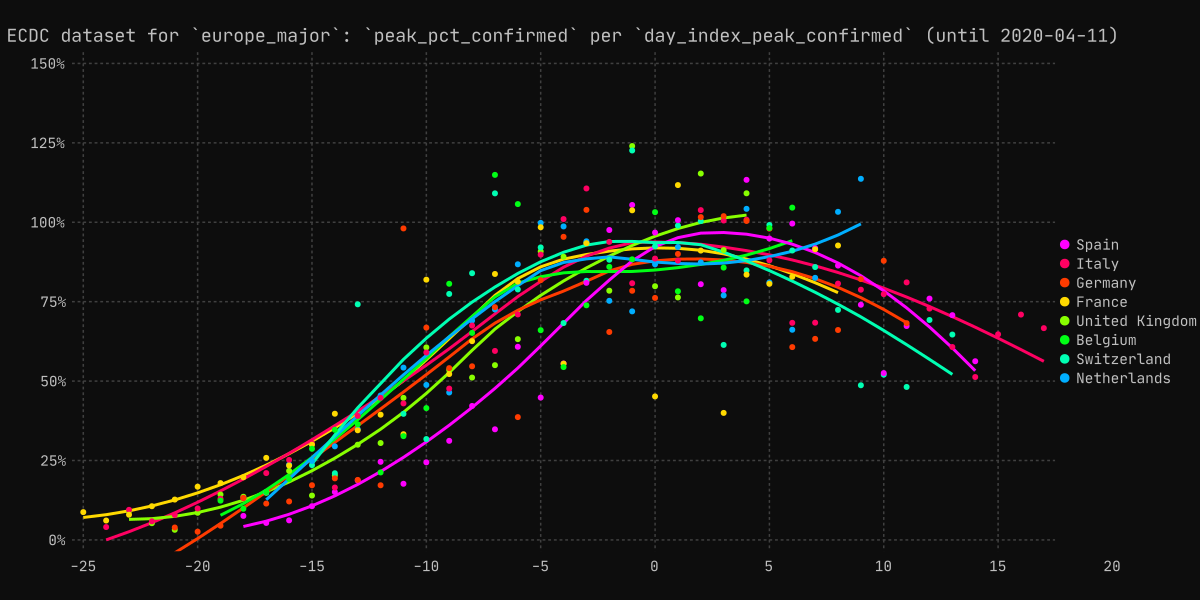 ECDC dataset for `europe_major`: `peak_pct_confirmed` per `day_index_peak_confirmed` (until 2020-04-11)
150%
125%
100%
75%
50%
25%
0%
-25 -20 -15 -10 -5 0 5 10 15 20
Spain
Italy
Germany
France
United Kingdom
Belgium
Switzerland
Netherlands